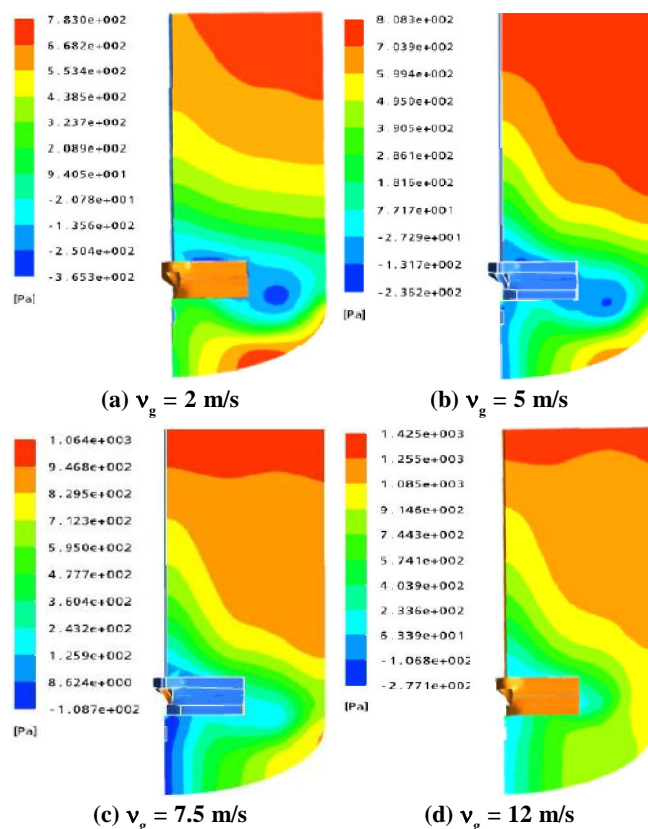 7.830e+002
6.682e+002
5.534e+002
4.385e+002
3.237e+002
2.089e+002
9.405e+001
-2.078e+001
-1.356e+002
-2.504e+002
-3.653e+002
[Pa]
(a) νg = 2 m/s
8.083e+002
7.039e+002
5.994e+002
4.950e+002
3.905e+002
2.861e+002
1.816e+002
7.717e+001
-2.729e+001
-1.317e+002
-2.362e+002
[Pa]
(b) νg = 5 m/s
1.064e+003
9.468e+002
8.295e+002
7.123e+002
5.950e+002
4.777e+002
3.604e+002
2.432e+002
1.259e+002
8.624e+000
-1.087e+002
[Pa]
(c) νg = 7.5 m/s
1.425e+003
1.255e+003
1.085e+003
9.146e+002
7.443e+002
5.741e+002
4.039e+002
2.336e+002
6.339e+001
-1.068e+002
-2.771e+002
[Pa]
(d) νg = 12 m/s